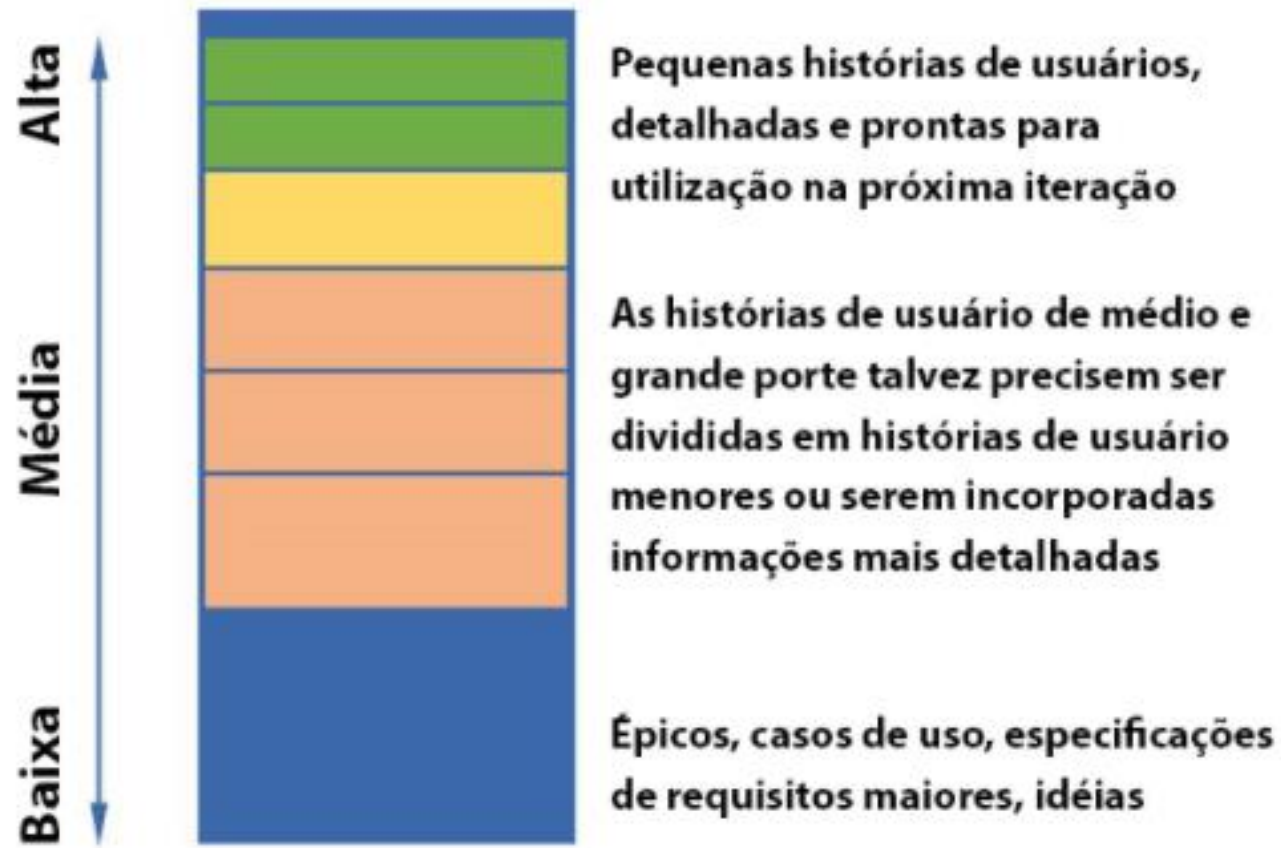 Alta
Pequenas histórias de usuários,
detalhadas e prontas para
utilização na próxima iteração
Média
As histórias de usuário de médio e
grande porte talvez precisem ser
divididas em histórias de usuário
menores ou serem incorporadas
informações mais detalhadas
Baixa
Épicos, casos de uso, especificações
de requisitos maiores, idéias